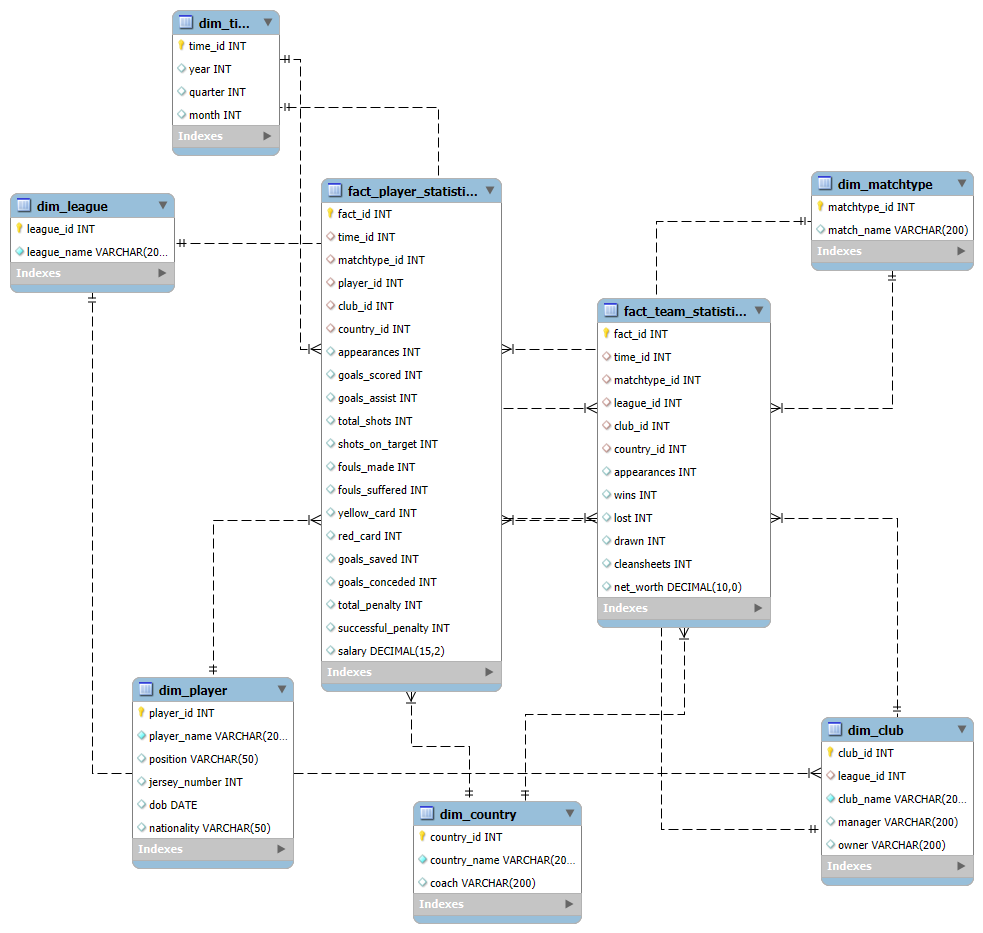 dim_ti...
time_id INT
year INT
quarter INT
month INT
Indexes
dim_league
league_id INT
league_name VARCHAR(20...
Indexes
fact_player_statisti...
fact_id INT
time_id INT
matchtype_id INT
player_id INT
club_id INT
country_id INT
appearances INT
goals_scored INT
goals_assist INT
total_shots INT
shots_on_target INT
fouls_made INT
fouls_suffered INT
yellow_card INT
red_card INT
goals_saved INT
goals_conceded INT
total_penalty INT
successful_penalty INT
salary DECIMAL(15,2)
Indexes
dim_matchtype
matchtype_id INT
match_name VARCHAR(200)
Indexes
fact_team_statisti...
fact_id INT
time_id INT
matchtype_id INT
league_id INT
club_id INT
country_id INT
appearances INT
wins INT
lost INT
drawn INT
cleansheets INT
net_worth DECIMAL(10,0)
Indexes
dim_player
player_id INT
player_name VARCHAR(20...
position VARCHAR(50)
jersey_number INT
dob DATE
nationality VARCHAR(50)
Indexes
dim_country
country_id INT
country_name VARCHAR(20...
coach VARCHAR(200)
Indexes
dim_club
club_id INT
league_id INT
club_name VARCHAR(20...
manager VARCHAR(200)
owner VARCHAR(200)
Indexes